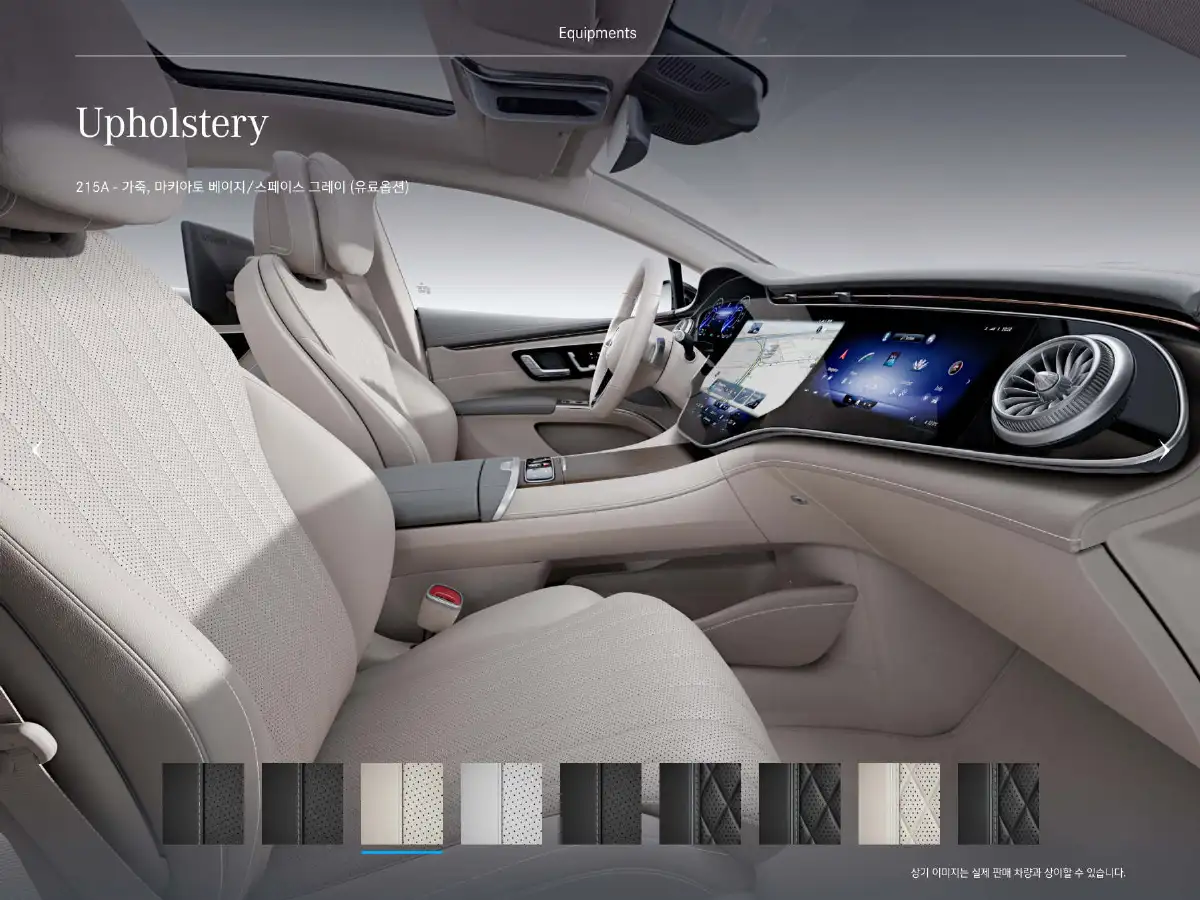 Equipments
Upholstery
215A - 가죽, 마키아토 베이지/스페이스 그레이 (유료옵션)
상기 이미지는 실제 판매 차량과 상이할 수 있습니다.